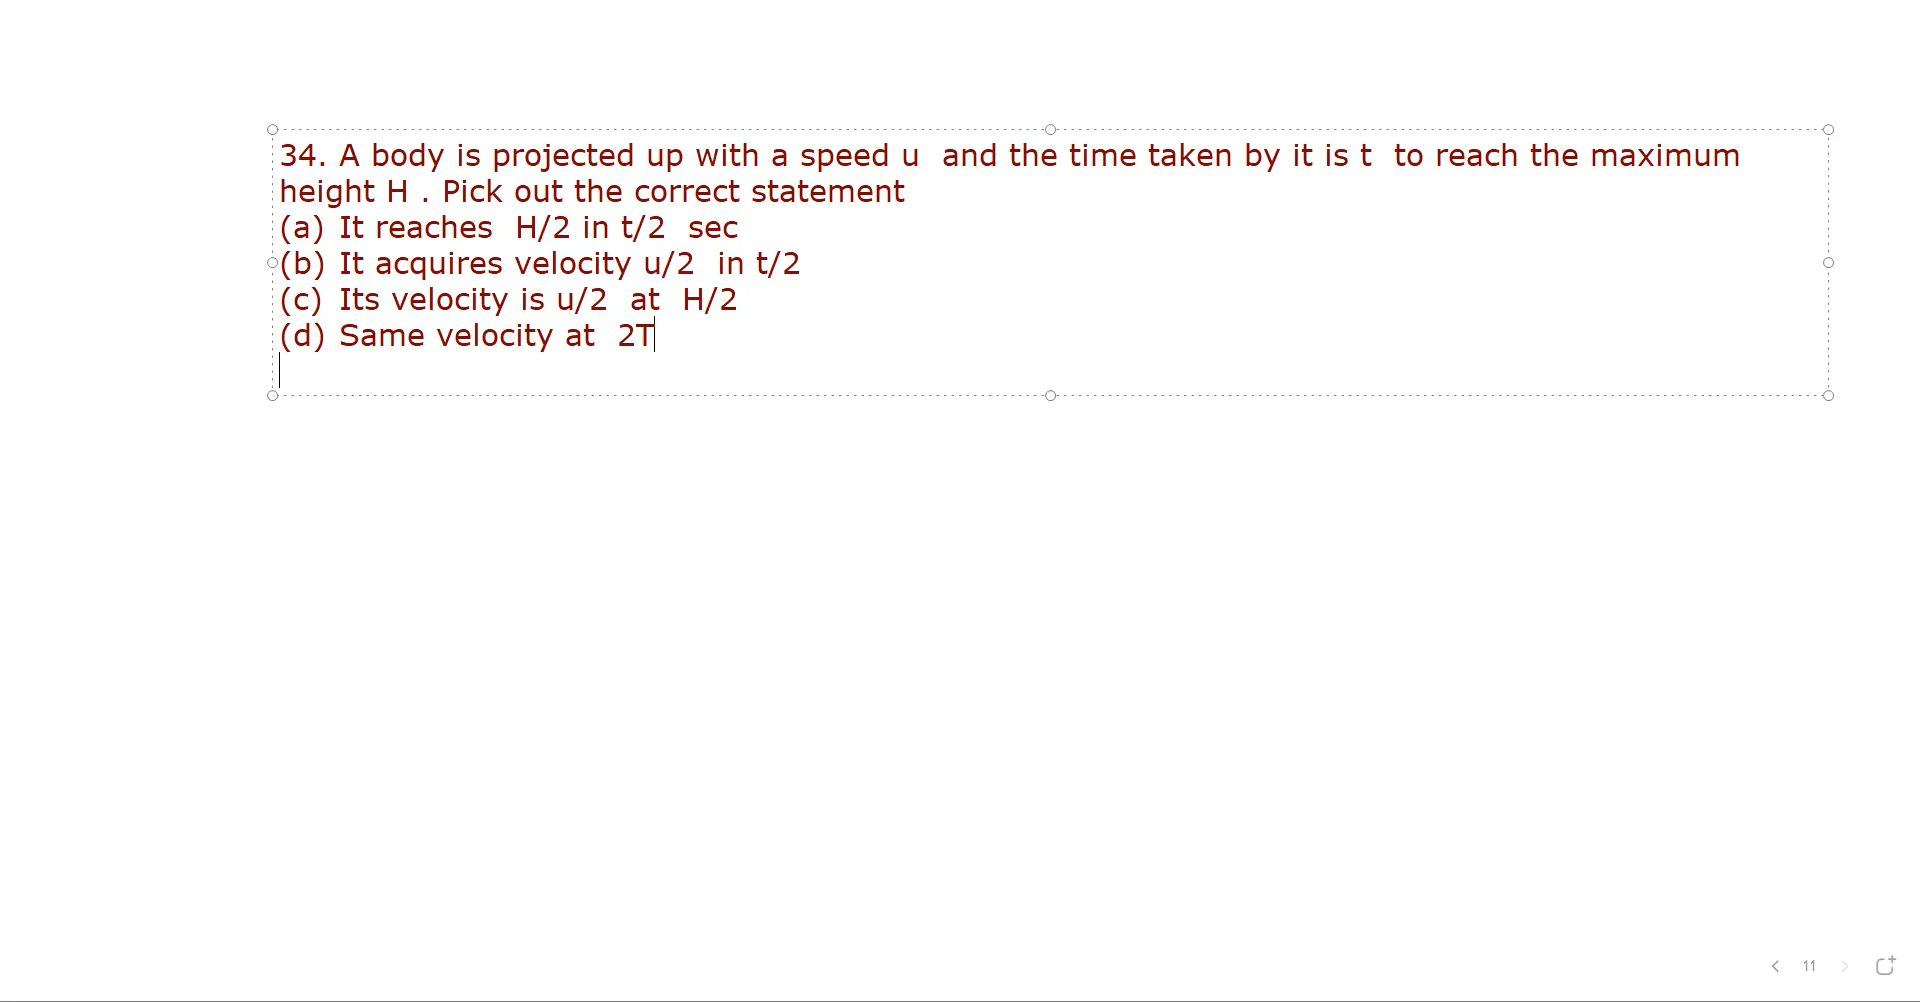 34. A body is projected up with a speed u  and the time taken by it is t  to reach the maximum
height H . Pick out the correct statement
(a) It reaches  H/2 in t/2  sec
(b) It acquires velocity u/2  in t/2
(c) Its velocity is u/2  at  H/2
(d) Same velocity at  2T
11